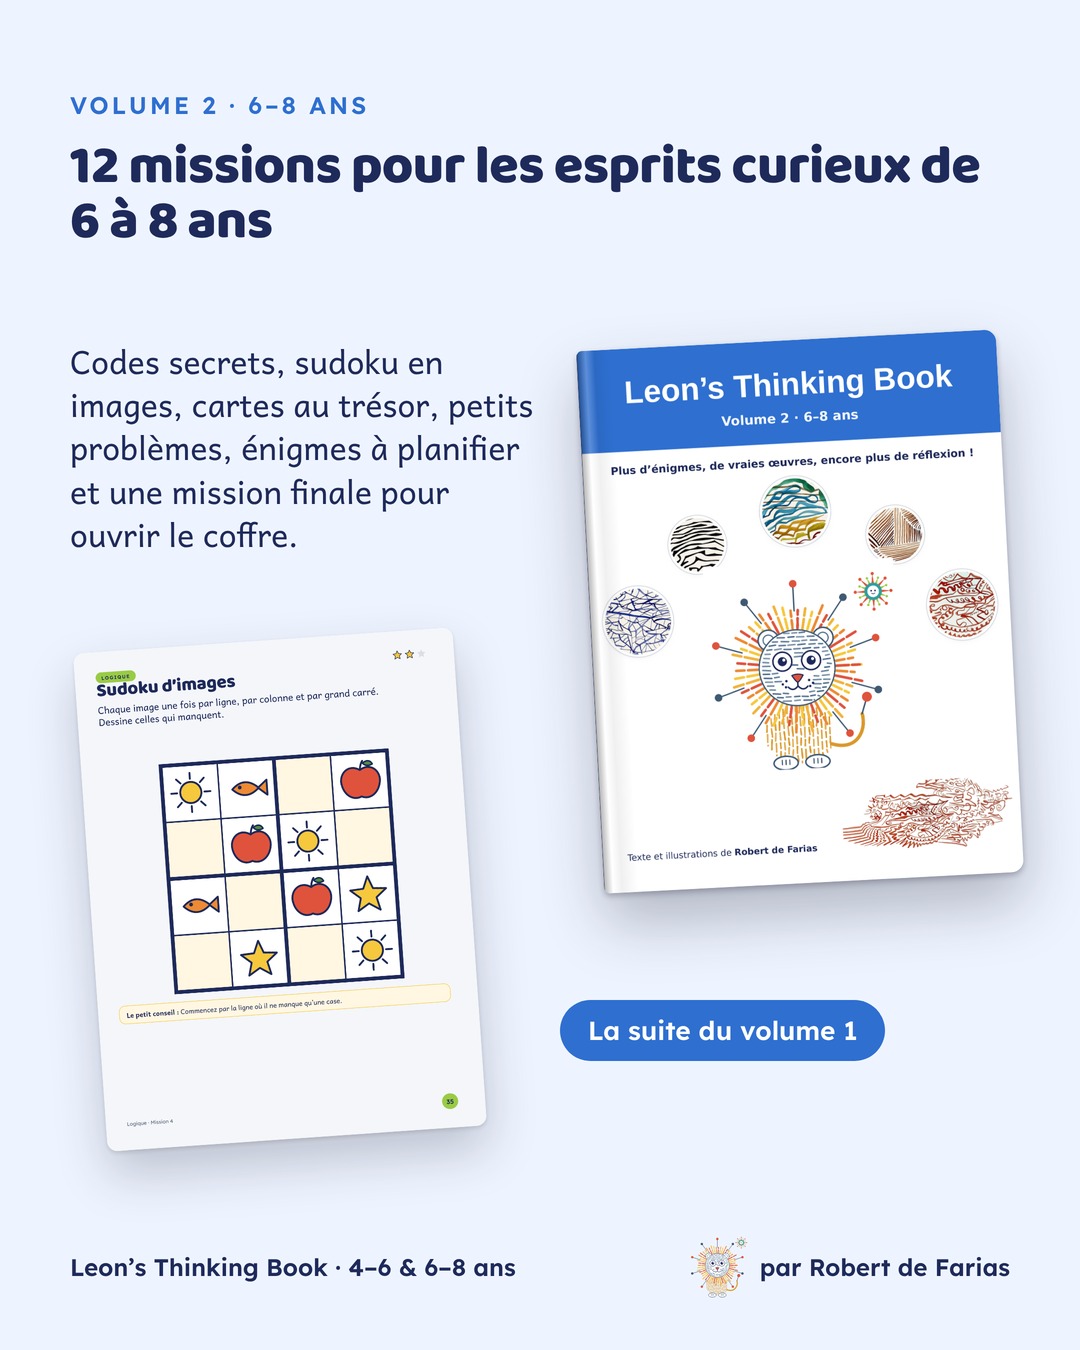 VOLUME 2 · 6–8 ANS
12 missions pour les esprits curieux de
6 à 8 ans
Codes secrets, sudoku en
images, cartes au trésor, petits
problèmes, énigmes à planifier
et une mission finale pour
ouvrir le coffre.
Leon’s Thinking Book
Volume 2 · 6–8 ans
Plus d’énigmes, de vraies œuvres, encore plus de réflexion !
Texte et illustrations de Robert de Farias
LOGIQUE
Sudoku d’images
Chaque image une fois par ligne, par colonne et par grand carré.
Dessine celles qui manquent.
Le petit conseil : Commencez par la ligne où il ne manque qu’une case.
35
Logique · Mission 4
La suite du volume 1
Leon’s Thinking Book · 4–6 & 6–8 ans
par Robert de Farias